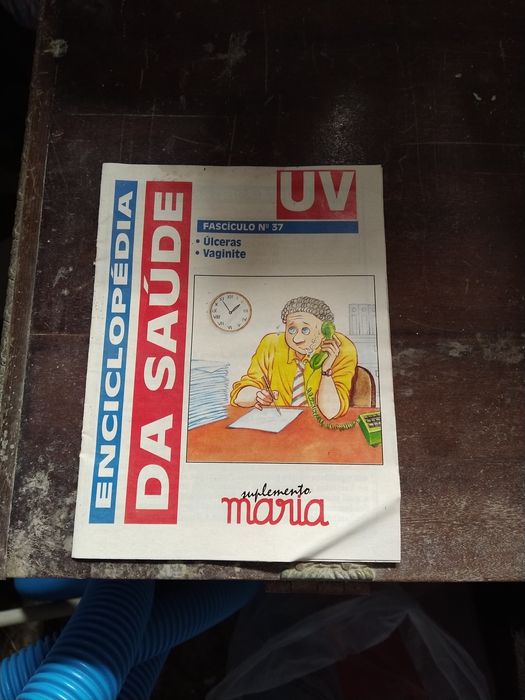 ENCICLOPÉDIA
DA SAÚDE
UV
FASCÍCULO Nº 37
• Úlceras
• Vaginite
suplemento
maria